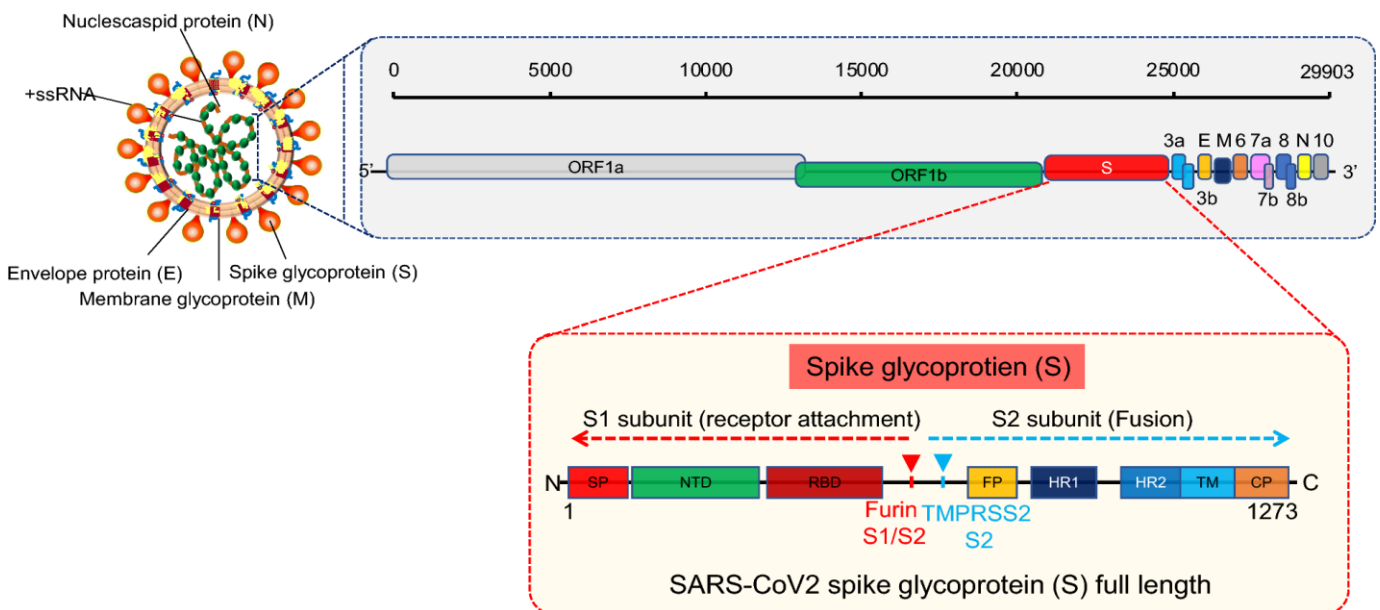 Nuclescaspid protein (N)
+ssRNA
Envelope protein (E)
Spike glycoprotein (S)
Membrane glycoprotein (M)
0 5000 10000 15000 20000 25000 29903
3a E M 6 7a 8 N 10
5’ ORF1a ORF1b S 3’
3b 7b 8b
Spike glycoprotien (S)
S1 subunit (receptor attachment) S2 subunit (Fusion)
N SP NTD RBD FP HR1 HR2 TM CP C
1 Furin TMPRSS2 1273
S1/S2 S2
SARS-CoV2 spike glycoprotein (S) full length